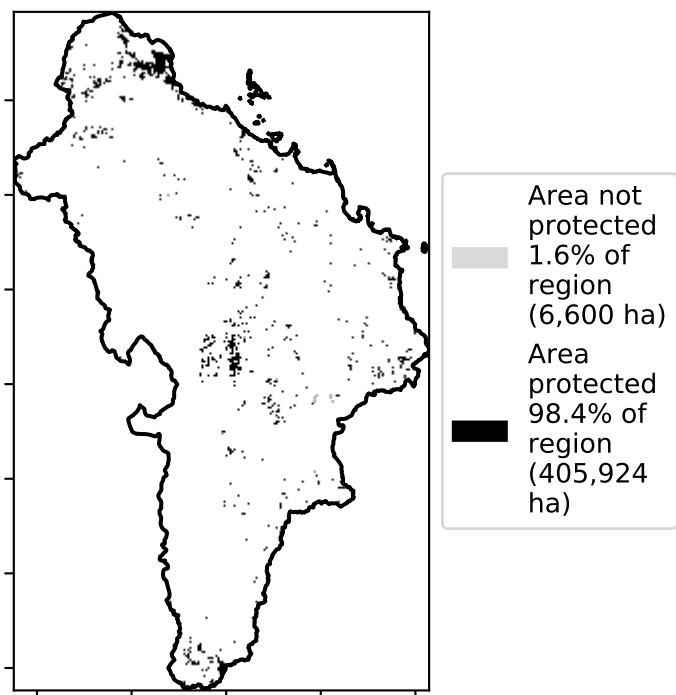 Area not
protected
1.6% of
region
(6,600 ha)
Area
protected
98.4% of
region
(405,924
ha)